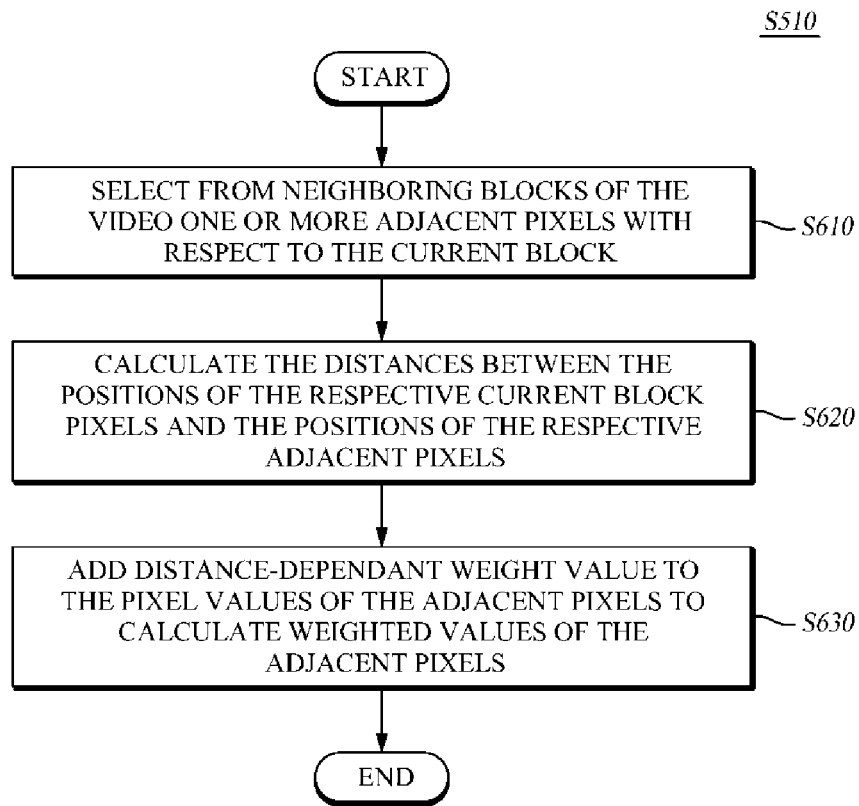 S510
START
SELECT FROM NEIGHBORING BLOCKS OF THE
VIDEO ONE OR MORE ADJACENT PIXELS WITH
RESPECT TO THE CURRENT BLOCK
S610
CALCULATE THE DISTANCES BETWEEN THE
POSITIONS OF THE RESPECTIVE CURRENT BLOCK
PIXELS AND THE POSITIONS OF THE RESPECTIVE
ADJACENT PIXELS
S620
ADD DISTANCE-DEPENDANT WEIGHT VALUE TO
THE PIXEL VALUES OF THE ADJACENT PIXELS TO
CALCULATE WEIGHTED VALUES OF THE
ADJACENT PIXELS
S630
END